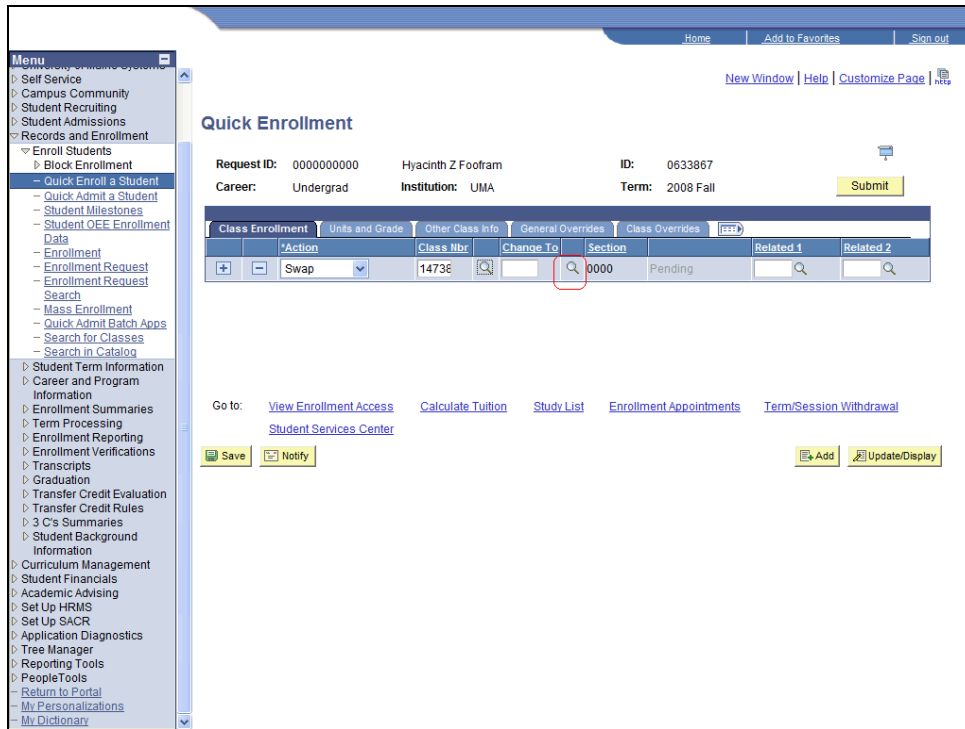 Home Add to Favorites Sign out
Menu
Self Service
Campus Community
Student Recruiting
Student Admissions
Records and Enrollment
Enroll Students
Block Enrollment
Quick Enroll a Student
Quick Admit a Student
Student Milestones
Student OEE Enrollment
Data
Enrollment
Enrollment Request
Enrollment Request
Search
Mass Enrollment
Quick Admit Batch Apps
Search for Classes
Search in Catalog
Student Term Information
Career and Program
Information
Enrollment Summaries
Term Processing
Enrollment Reporting
Enrollment Verifications
Transcripts
Graduation
Transfer Credit Evaluation
Transfer Credit Rules
3 C's Summaries
Student Background
Information
Curriculum Management
Student Financials
Academic Advising
Set Up HRMS
Set Up SACR
Application Diagnostics
Tree Manager
Reporting Tools
PeopleTools
Return to Portal
My Personalizations
My Dictionary
New Window | Help | Customize Page | http
Quick Enrollment
Request ID: 0000000000 Hyacinth Z Foofram ID: 0633867
Career: Undergrad Institution: UMA Term: 2008 Fall Submit
Class Enrollment Units and Grade Other Class Info General Overrides Class Overrides
*Action Class Nbr Change To Section Related 1 Related 2
Swap 14738 0000 Pending
Go to: View Enrollment Access Calculate Tuition Study List Enrollment Appointments Term/Session Withdrawal
Student Services Center
Save Notify Add Update/Display